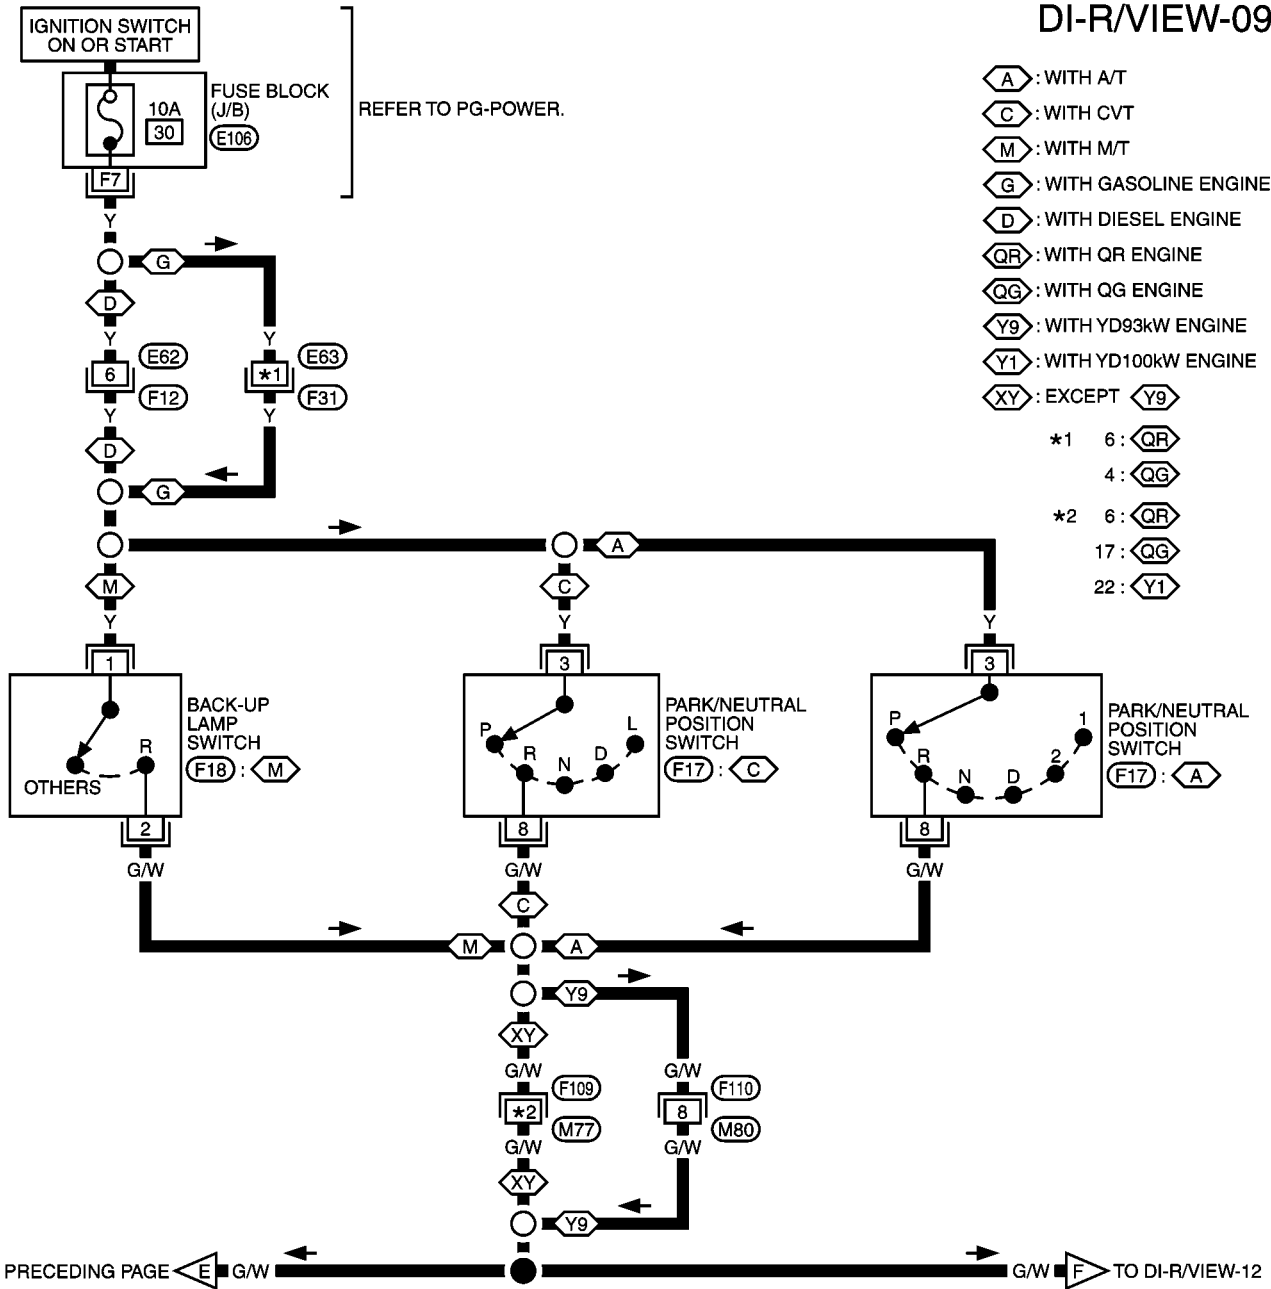 DI-R/VIEW-09
IGNITION SWITCH
ON OR START
FUSE BLOCK
(J/B)
E106
10A
30
REFER TO PG-POWER.
F7
A : WITH A/T
C : WITH CVT
M : WITH M/T
G : WITH GASOLINE ENGINE
D : WITH DIESEL ENGINE
QR : WITH QR ENGINE
QG : WITH QG ENGINE
Y9 : WITH YD93kW ENGINE
Y1 : WITH YD100kW ENGINE
XY : EXCEPT Y9
*1 6 : QR
4 : QG
*2 6 : QR
17 : QG
22 : Y1
Y
G
D
Y Y
6 E62 *1 E63
F12 F31
Y Y
D
G
A
M C
Y Y Y
1 3 3
BACK-UP
LAMP
SWITCH
F18 : M
OTHERS R
PARK/NEUTRAL
POSITION
SWITCH
F17 : C
P R N D L
PARK/NEUTRAL
POSITION
SWITCH
F17 : A
P R N D 2 1
2 8 8
G/W G/W G/W
C
M A
Y9
XY
G/W G/W
*2 F109 8 F110
M77 M80
G/W G/W
XY
Y9
PRECEDING PAGE E G/W G/W F TO DI-R/VIEW-12